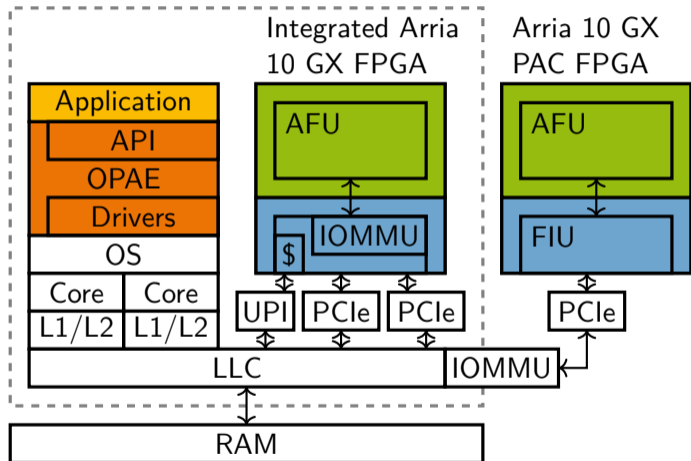 Integrated Arria
10 GX FPGA
Arria 10 GX
PAC FPGA
Application
API
OPAE
Drivers
OS
Core
Core
L1/L2
L1/L2
AFU
IOMMU
$
AFU
FIU
UPI
PCIe
PCIe
PCIe
LLC
IOMMU
RAM